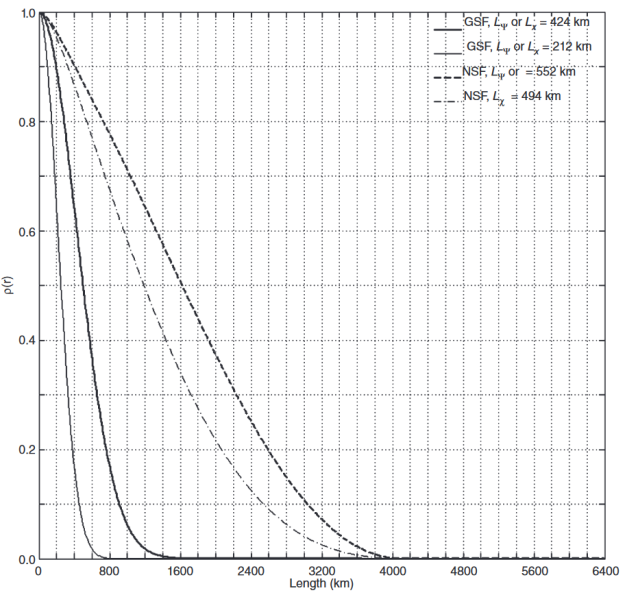 1.0
GSF, LΨ or Lχ = 424 km
GSF, LΨ or Lχ = 212 km
NSF, LΨ or = 552 km
NSF, Lχ = 494 km
0.8
0.6
ρ(r)
0.4
0.2
0.0
0 800 1600 2400 3200 4000 4800 5600 6400
Length (km)